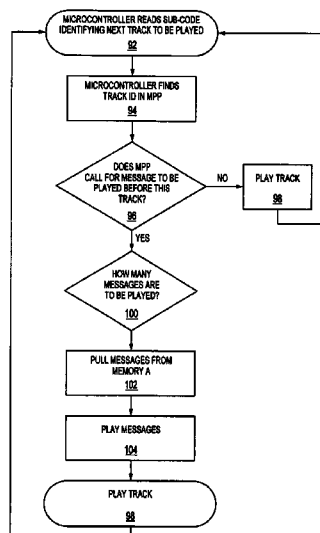 MICROCONTROLLER READS SUB-CODE
IDENTIFYING NEXT TRACK TO BE PLAYED
92
MICROCONTROLLER FINDS
TRACK ID IN MPP
94
DOES MPP
CALL FOR MESSAGE TO BE
PLAYED BEFORE THIS
TRACK?
96
NO
PLAY TRACK
98
YES
HOW MANY
MESSAGES ARE
TO BE PLAYED?
100
PULL MESSAGES FROM
MEMORY A
102
PLAY MESSAGES
104
PLAY TRACK
98